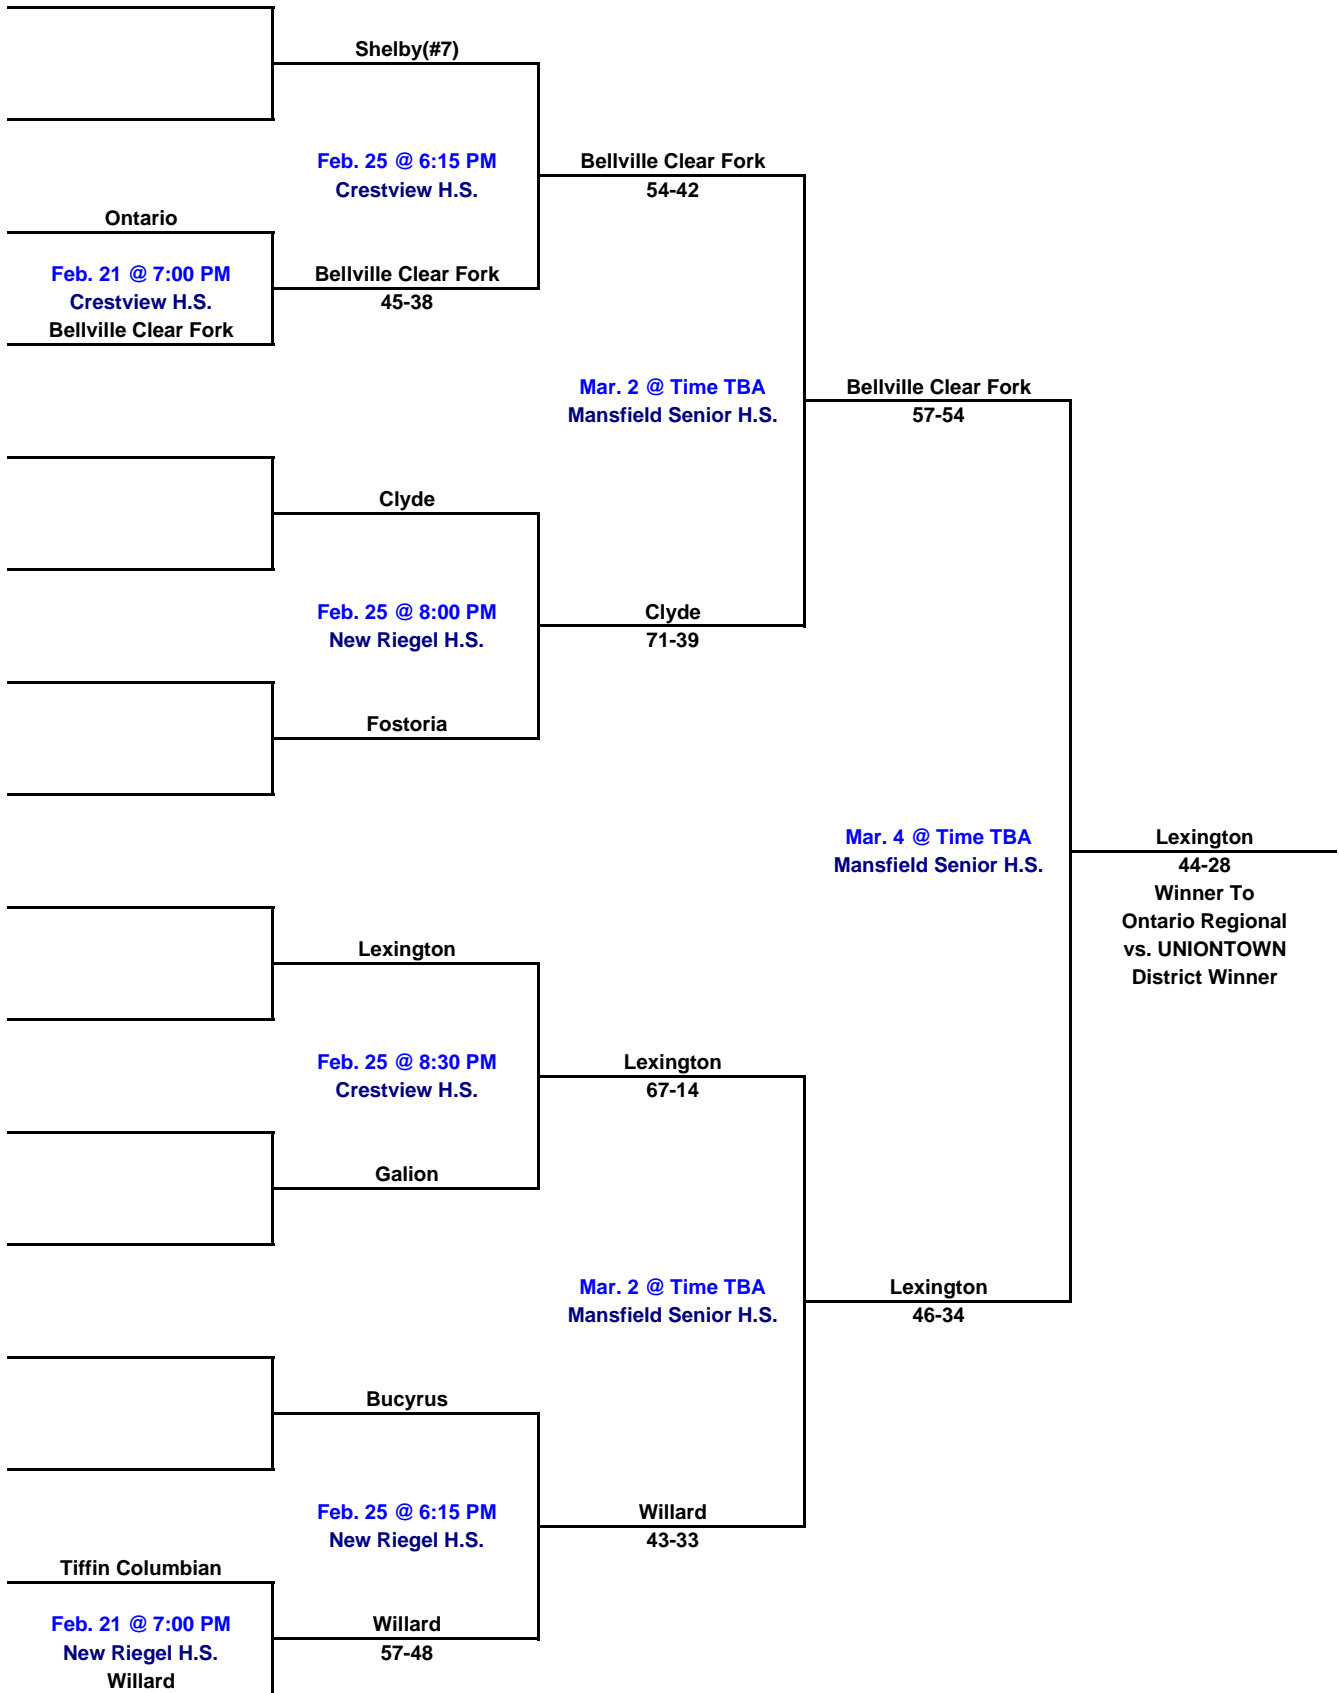 Shelby(#7)
Feb. 25 @ 6:15 PM
Crestview H.S.
Bellville Clear Fork
54-42
Ontario
Feb. 21 @ 7:00 PM
Crestview H.S.
Bellville Clear Fork
Bellville Clear Fork
45-38
Mar. 2 @ Time TBA
Mansfield Senior H.S.
Bellville Clear Fork
57-54
Clyde
Feb. 25 @ 8:00 PM
New Riegel H.S.
Clyde
71-39
Fostoria
Mar. 4 @ Time TBA
Mansfield Senior H.S.
Lexington
44-28
Winner To
Ontario Regional
vs. UNIONTOWN
District Winner
Lexington
Feb. 25 @ 8:30 PM
Crestview H.S.
Lexington
67-14
Galion
Mar. 2 @ Time TBA
Mansfield Senior H.S.
Lexington
46-34
Bucyrus
Feb. 25 @ 6:15 PM
New Riegel H.S.
Willard
43-33
Tiffin Columbian
Feb. 21 @ 7:00 PM
New Riegel H.S.
Willard
Willard
57-48